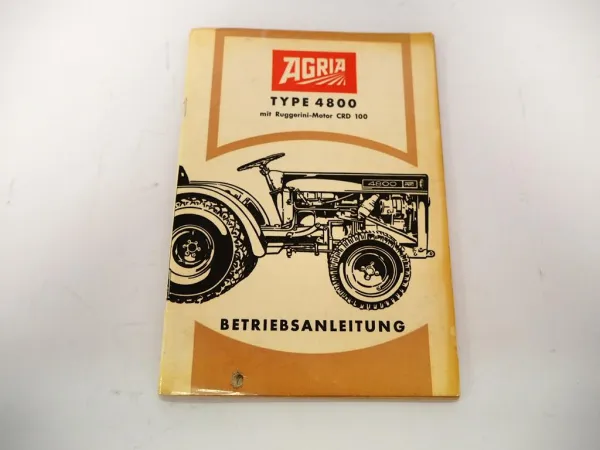 AGRIA
TYPE 4800
mit Ruggerini-Motor CRD 100
4800
BETRIEBSANLEITUNG